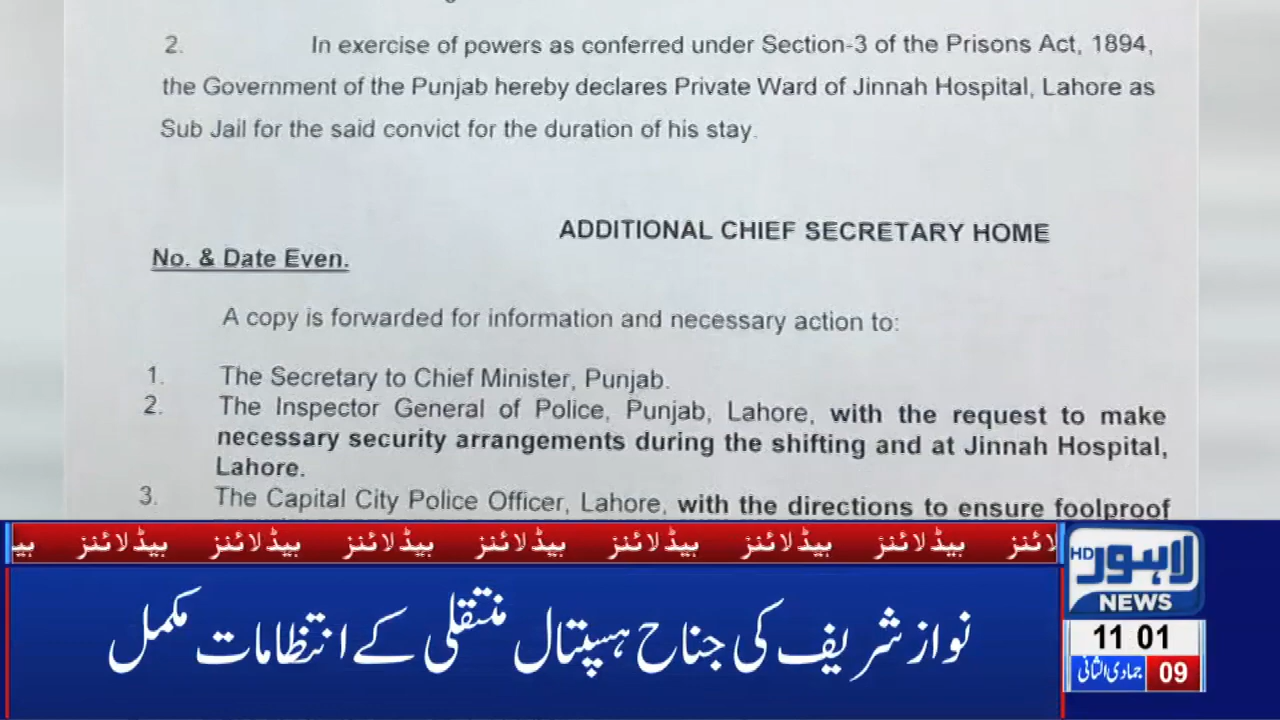 2. In exercise of powers as conferred under Section-3 of the Prisons Act, 1894,
the Government of the Punjab hereby declares Private Ward of Jinnah Hospital, Lahore as
Sub Jail for the said convict for the duration of his stay.
ADDITIONAL CHIEF SECRETARY HOME
No. & Date Even.
A copy is forwarded for information and necessary action to:
1. The Secretary to Chief Minister, Punjab.
2. The Inspector General of Police, Punjab, Lahore, with the request to make
necessary security arrangements during the shifting and at Jinnah Hospital,
Lahore.
3. The Capital City Police Officer, Lahore, with the directions to ensure foolproof
ہیڈلائنز ہیڈلائنز ہیڈلائنز ہیڈلائنز ہیڈلائنز ہیڈلائنز ہیڈلائنز
نواز شریف کی جناح ہسپتال منتقلی کے انتظامات مکمل
HD لاہور
NEWS
11 01
09 جمادی الثانی